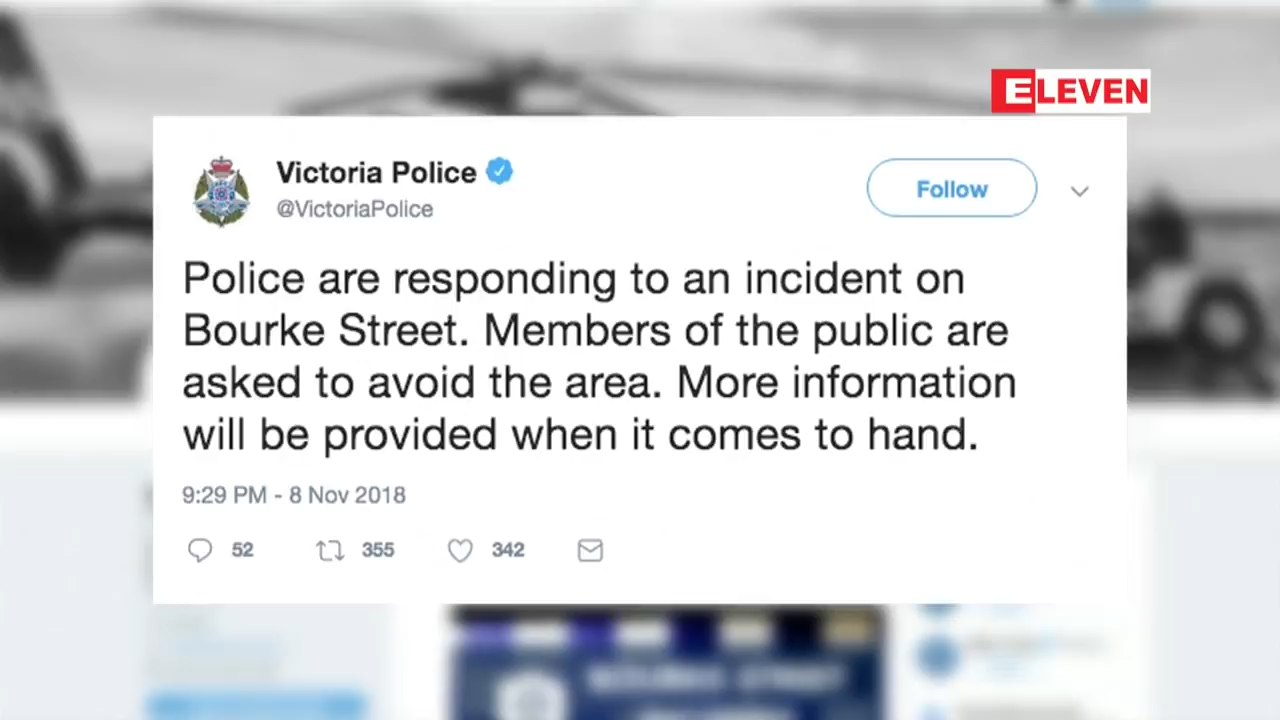 ELEVEN
Victoria Police
@VictoriaPolice
Follow
Police are responding to an incident on
Bourke Street. Members of the public are
asked to avoid the area. More information
will be provided when it comes to hand.
9:29 PM - 8 Nov 2018
52 355 342